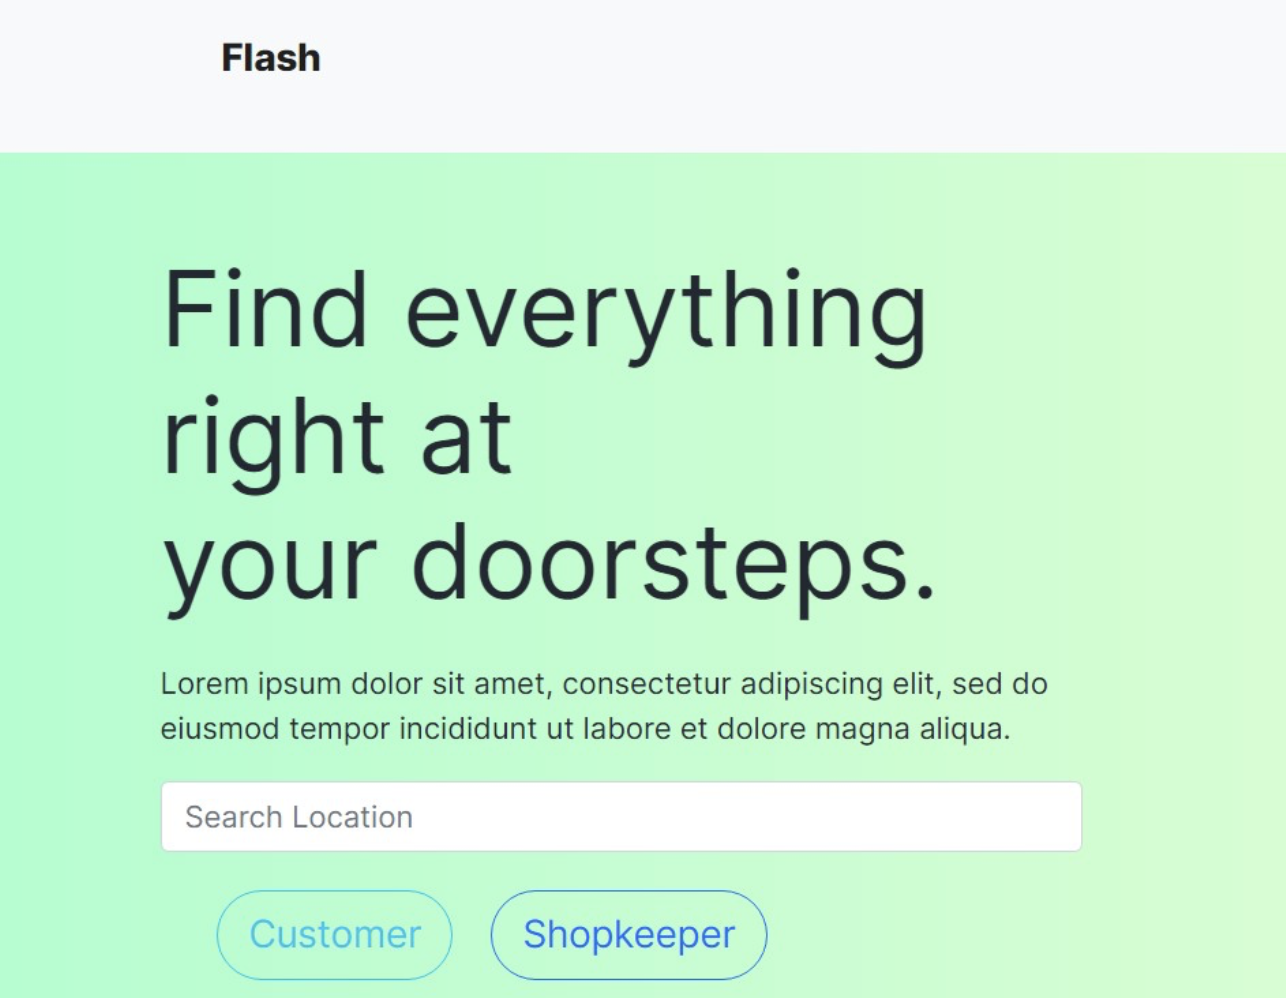 Flash
Find everything
right at
your doorsteps.
Lorem ipsum dolor sit amet, consectetur adipiscing elit, sed do
eiusmod tempor incididunt ut labore et dolore magna aliqua.
Search Location
Customer Shopkeeper